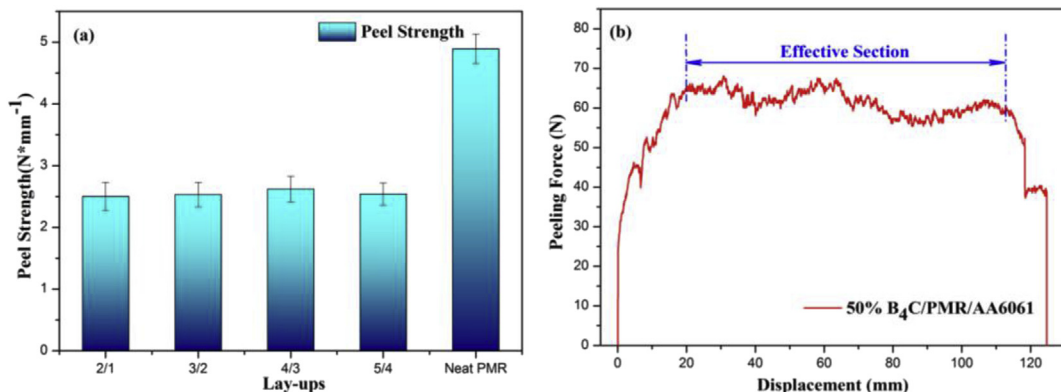 (a)
Peel Strength
Peel Strength(N*mm⁻¹)
5
4
3
2
1
0
2/1 3/2 4/3 5/4 Neat PMR
Lay-ups
(b)
Effective Section
Peeling Force (N)
80
70
60
50
40
30
20
10
0
50% B₄C/PMR/AA6061
0 20 40 60 80 100 120
Displacement (mm)